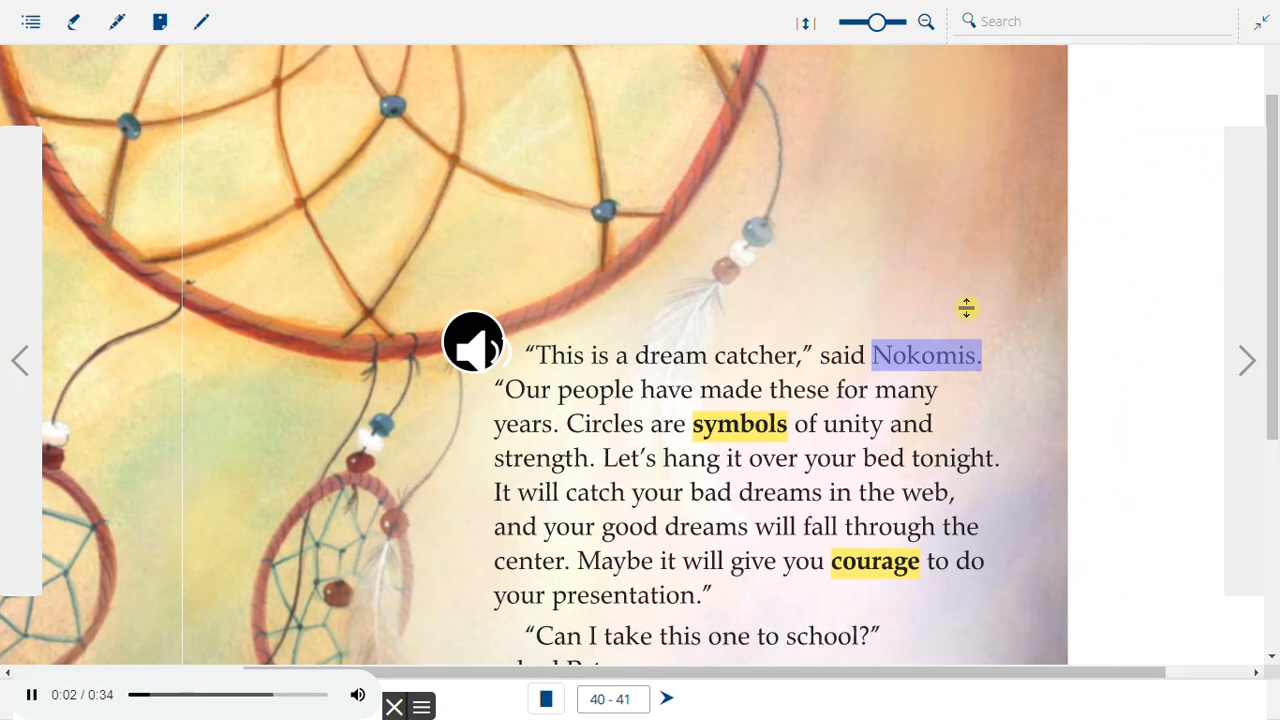 Search
“This is a dream catcher,” said Nokomis.
“Our people have made these for many
years. Circles are symbols of unity and
strength. Let’s hang it over your bed tonight.
It will catch your bad dreams in the web,
and your good dreams will fall through the
center. Maybe it will give you courage to do
your presentation.”
“Can I take this one to school?”
0:02 / 0:34
40 - 41